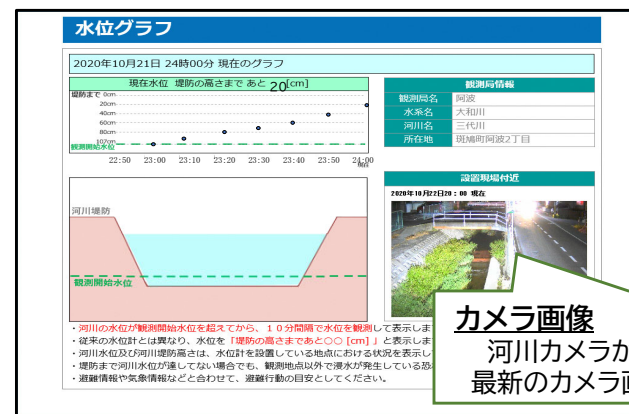 水位グラフ
2020年10月21日 24時00分 現在のグラフ
現在水位 堤防の高さまで あと 20[cm]
堤防まで 0cm
20cm
40cm
60cm
80cm
107cm
観測開始水位
22:50 23:00 23:10 23:20 23:30 23:40 23:50 24:00
現在
観測局情報
観測局名 阿波
水系名 大和川
河川名 三代川
所在地 斑鳩町阿波2丁目
設置現場付近
2020年10月22日20：00 現在
河川堤防
観測開始水位
・河川の水位が観測開始水位を超えてから、１０分間隔で水位を観測して表示しま
・従来の水位計とは異なり、水位を「堤防の高さまであと○○ [cm] 」と表示しま
・河川水位及び河川堤防高さは、水位計を設置している地点における状況を表示し
・堤防まで河川水位が達してない場合でも、観測地点以外で浸水が発生している恐
・避難情報や気象情報などと合わせて、避難行動の目安としてください。
カメラ画像
河川カメラか
最新のカメラ画